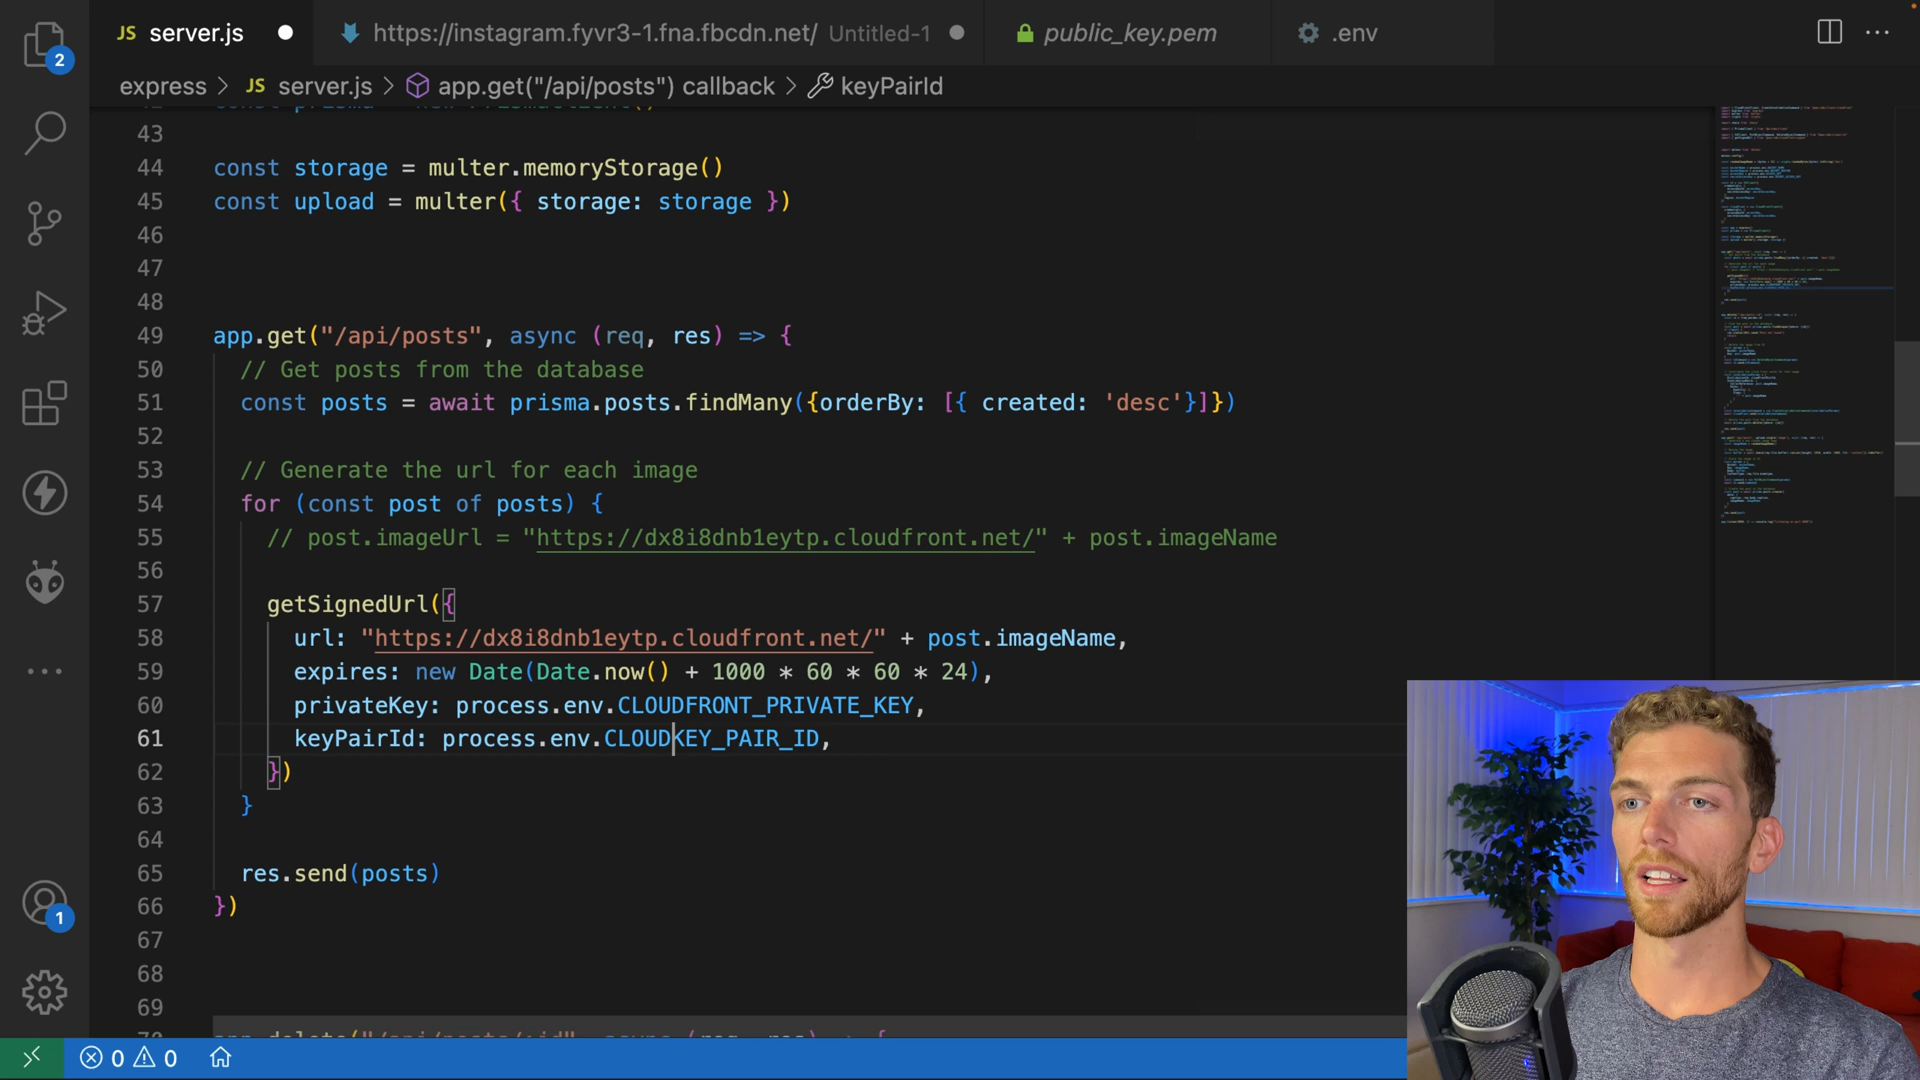 JS server.js
https://instagram.fyvr3-1.fna.fbcdn.net/ Untitled-1
public_key.pem
.env
2
express > JS server.js > app.get("/api/posts") callback > keyPairId
43
44 const storage = multer.memoryStorage()
45 const upload = multer({ storage: storage })
46
47
48
49 app.get("/api/posts", async (req, res) => {
50 // Get posts from the database
51 const posts = await prisma.posts.findMany({orderBy: [{ created: 'desc'}]})
52
53 // Generate the url for each image
54 for (const post of posts) {
55 // post.imageUrl = "https://dx8i8dnb1eytp.cloudfront.net/" + post.imageName
56
57 getSignedUrl({
58 url: "https://dx8i8dnb1eytp.cloudfront.net/" + post.imageName,
59 expires: new Date(Date.now() + 1000 * 60 * 60 * 24),
60 privateKey: process.env.CLOUDFRONT_PRIVATE_KEY,
61 keyPairId: process.env.CLOUDKEY_PAIR_ID,
62 })
63 }
64
65 res.send(posts)
66 })
67
68
69
1
0 0